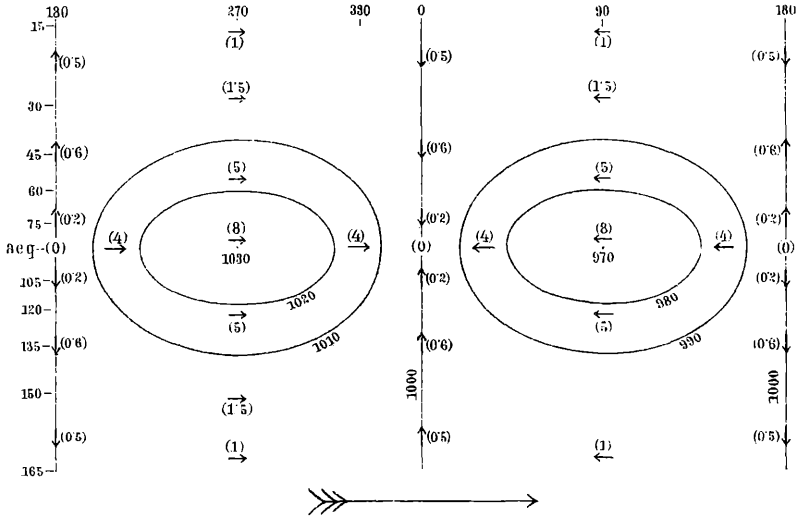 180 270 330 0 90 180
15
(1) (1)
(0·5) (0·5) (0·5)
(1·5) (1·5)
30
45 (0·6) (0·6) (0·6)
(5) (5)
60
75 (0·2) (0·2) (0·2)
(4) (8) (4) (4) (8) (4)
aeq. (0) (0) (0)
1030 970
105 (0·2) (0·2) (0·2)
1020 980
120
(5) (5)
135 (0·6) 1010 (0·6) 990 (0·6)
150 1000 1000
(1·5)
(0·5) (1) (0·5) (1) (0·5)
165